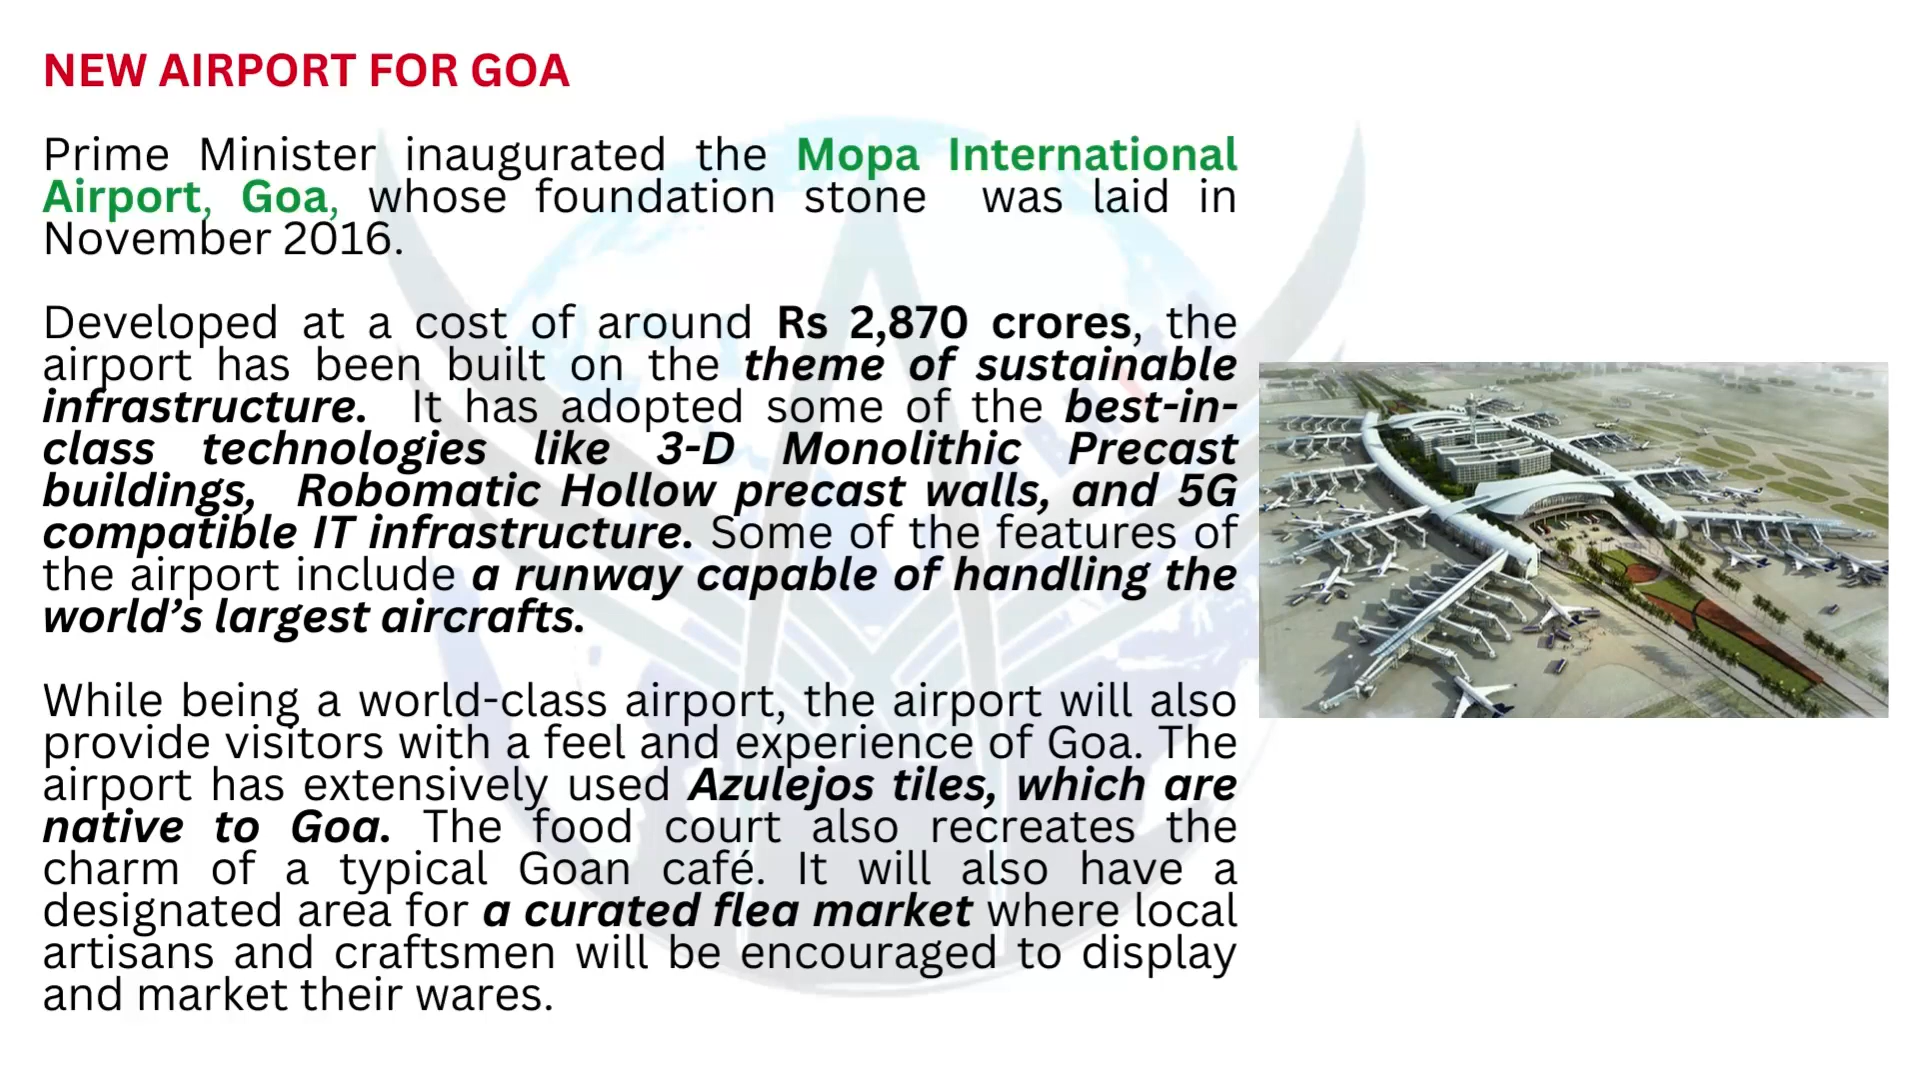 NEW AIRPORT FOR GOA
Prime Minister inaugurated the Mopa International
Airport, Goa, whose foundation stone was laid in
November 2016.
Developed at a cost of around Rs 2,870 crores, the
airport has been built on the theme of sustainable
infrastructure. It has adopted some of the best-in-
class technologies like 3-D Monolithic Precast
buildings, Robomatic Hollow precast walls, and 5G
compatible IT infrastructure. Some of the features of
the airport include a runway capable of handling the
world’s largest aircrafts.
While being a world-class airport, the airport will also
provide visitors with a feel and experience of Goa. The
airport has extensively used Azulejos tiles, which are
native to Goa. The food court also recreates the
charm of a typical Goan café. It will also have a
designated area for a curated flea market where local
artisans and craftsmen will be encouraged to display
and market their wares.